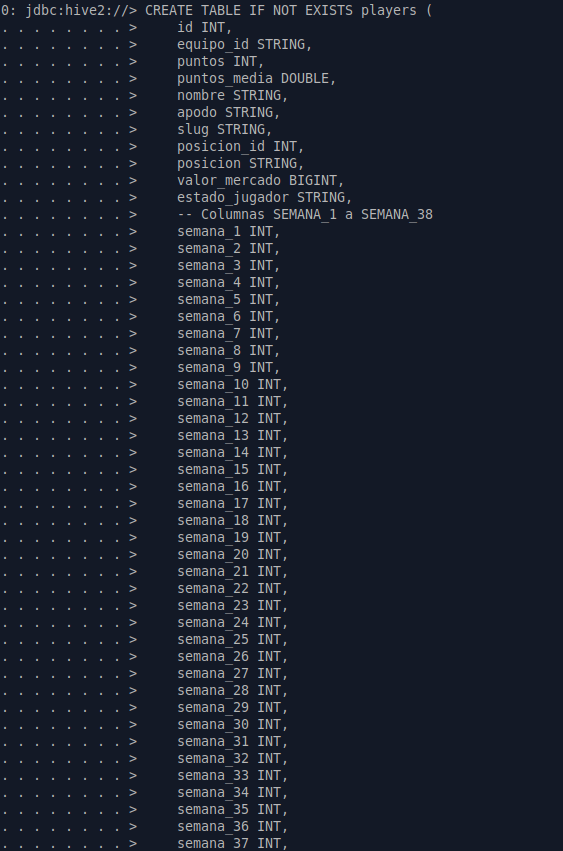 0: jdbc:hive2://> CREATE TABLE IF NOT EXISTS players (
. . . . . . . . >     id INT,
. . . . . . . . >     equipo_id STRING,
. . . . . . . . >     puntos INT,
. . . . . . . . >     puntos_media DOUBLE,
. . . . . . . . >     nombre STRING,
. . . . . . . . >     apodo STRING,
. . . . . . . . >     slug STRING,
. . . . . . . . >     posicion_id INT,
. . . . . . . . >     posicion STRING,
. . . . . . . . >     valor_mercado BIGINT,
. . . . . . . . >     estado_jugador STRING,
. . . . . . . . >     -- Columnas SEMANA_1 a SEMANA_38
. . . . . . . . >     semana_1 INT,
. . . . . . . . >     semana_2 INT,
. . . . . . . . >     semana_3 INT,
. . . . . . . . >     semana_4 INT,
. . . . . . . . >     semana_5 INT,
. . . . . . . . >     semana_6 INT,
. . . . . . . . >     semana_7 INT,
. . . . . . . . >     semana_8 INT,
. . . . . . . . >     semana_9 INT,
. . . . . . . . >     semana_10 INT,
. . . . . . . . >     semana_11 INT,
. . . . . . . . >     semana_12 INT,
. . . . . . . . >     semana_13 INT,
. . . . . . . . >     semana_14 INT,
. . . . . . . . >     semana_15 INT,
. . . . . . . . >     semana_16 INT,
. . . . . . . . >     semana_17 INT,
. . . . . . . . >     semana_18 INT,
. . . . . . . . >     semana_19 INT,
. . . . . . . . >     semana_20 INT,
. . . . . . . . >     semana_21 INT,
. . . . . . . . >     semana_22 INT,
. . . . . . . . >     semana_23 INT,
. . . . . . . . >     semana_24 INT,
. . . . . . . . >     semana_25 INT,
. . . . . . . . >     semana_26 INT,
. . . . . . . . >     semana_27 INT,
. . . . . . . . >     semana_28 INT,
. . . . . . . . >     semana_29 INT,
. . . . . . . . >     semana_30 INT,
. . . . . . . . >     semana_31 INT,
. . . . . . . . >     semana_32 INT,
. . . . . . . . >     semana_33 INT,
. . . . . . . . >     semana_34 INT,
. . . . . . . . >     semana_35 INT,
. . . . . . . . >     semana_36 INT,
. . . . . . . . >     semana_37 INT,